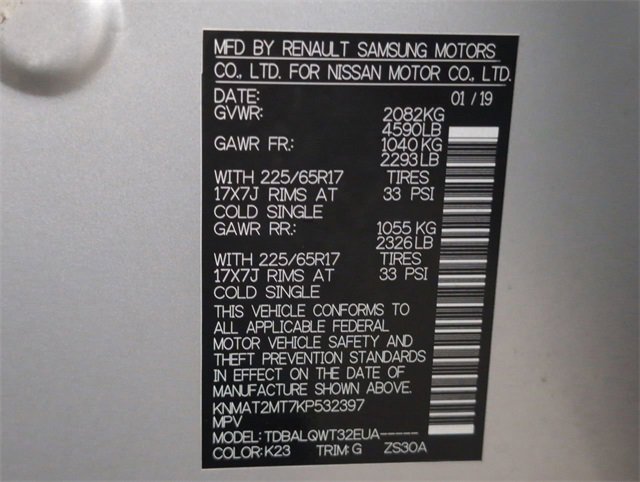 MFD BY RENAULT SAMSUNG MOTORS
CO., LTD. FOR NISSAN MOTOR CO., LTD.
DATE: 01 / 19
GVWR: 2082KG
4590LB
GAWR FR: 1040 KG
2293 LB
WITH 225/65R17 TIRES
17X7J RIMS AT 33 PSI
COLD SINGLE
GAWR RR: 1055 KG
2326 LB
WITH 225/65R17 TIRES
17X7J RIMS AT 33 PSI
COLD SINGLE
THIS VEHICLE CONFORMS TO
ALL APPLICABLE FEDERAL
MOTOR VEHICLE SAFETY AND
THEFT PREVENTION STANDARDS
IN EFFECT ON THE DATE OF
MANUFACTURE SHOWN ABOVE.
KNMAT2MT7KP532397
MPV
MODEL: TDBALQWT32EUA-----
COLOR: K23 TRIM: G ZS30A